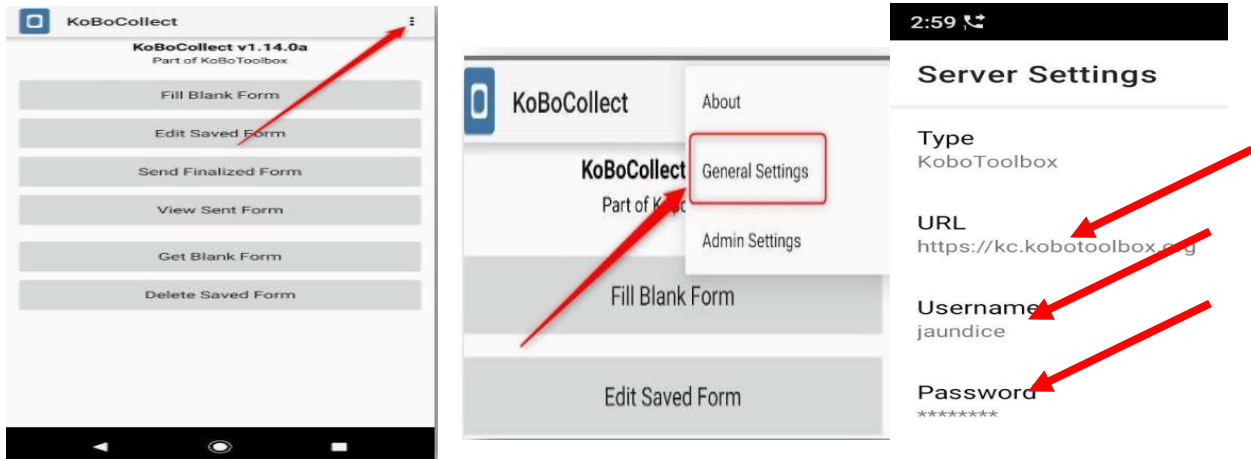 KoBoCollect
KoBoCollect v1.14.0a
Part of KoBoToolbox
Fill Blank Form
Edit Saved Form
Send Finalized Form
View Sent Form
Get Blank Form
Delete Saved Form
KoBoCollect
About
KoBoCollect
General Settings
Part of
Admin Settings
Fill Blank Form
Edit Saved Form
2:59
Server Settings
Type
KoboToolbox
URL
https://kc.kobotoolbox.org
Username
jaundice
Password
********